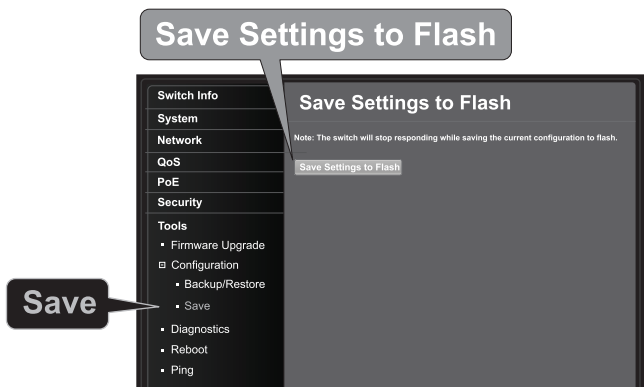 Save Settings to Flash
Switch Info
System
Network
QoS
PoE
Security
Tools
Firmware Upgrade
Configuration
Backup/Restore
Save
Diagnostics
Reboot
Ping
Save Settings to Flash
Note: The switch will stop responding while saving the current configuration to flash.
Save Settings to Flash
Save